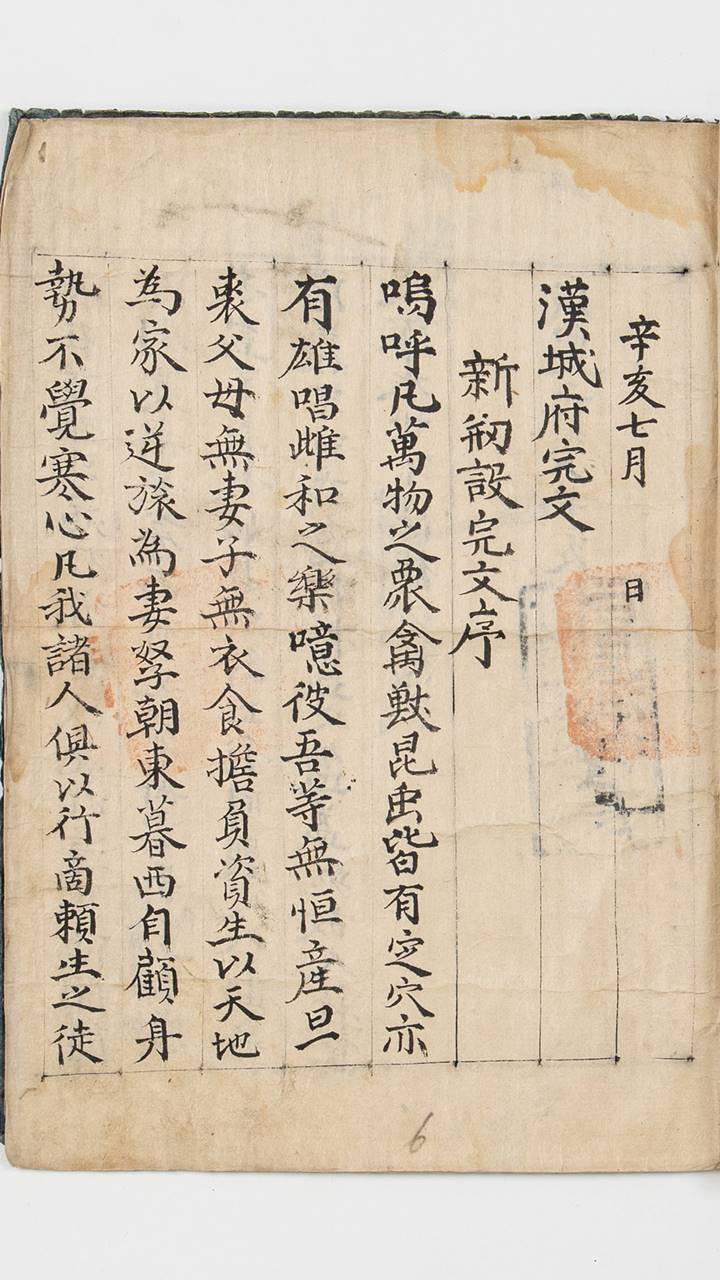 辛亥七月 日
漢城府完文
新刱設完文序
嗚呼凡萬物之衆禽獸昆虫皆有定穴亦
有雄唱雌和之樂噫彼吾等無恒産旦
喪父母無妻子無衣食擔負資生以天地
為家以逆旅為妻孥朝東暮西自顧身
勢不覺寒心凡我諸人俱以行商賴生之徒
6